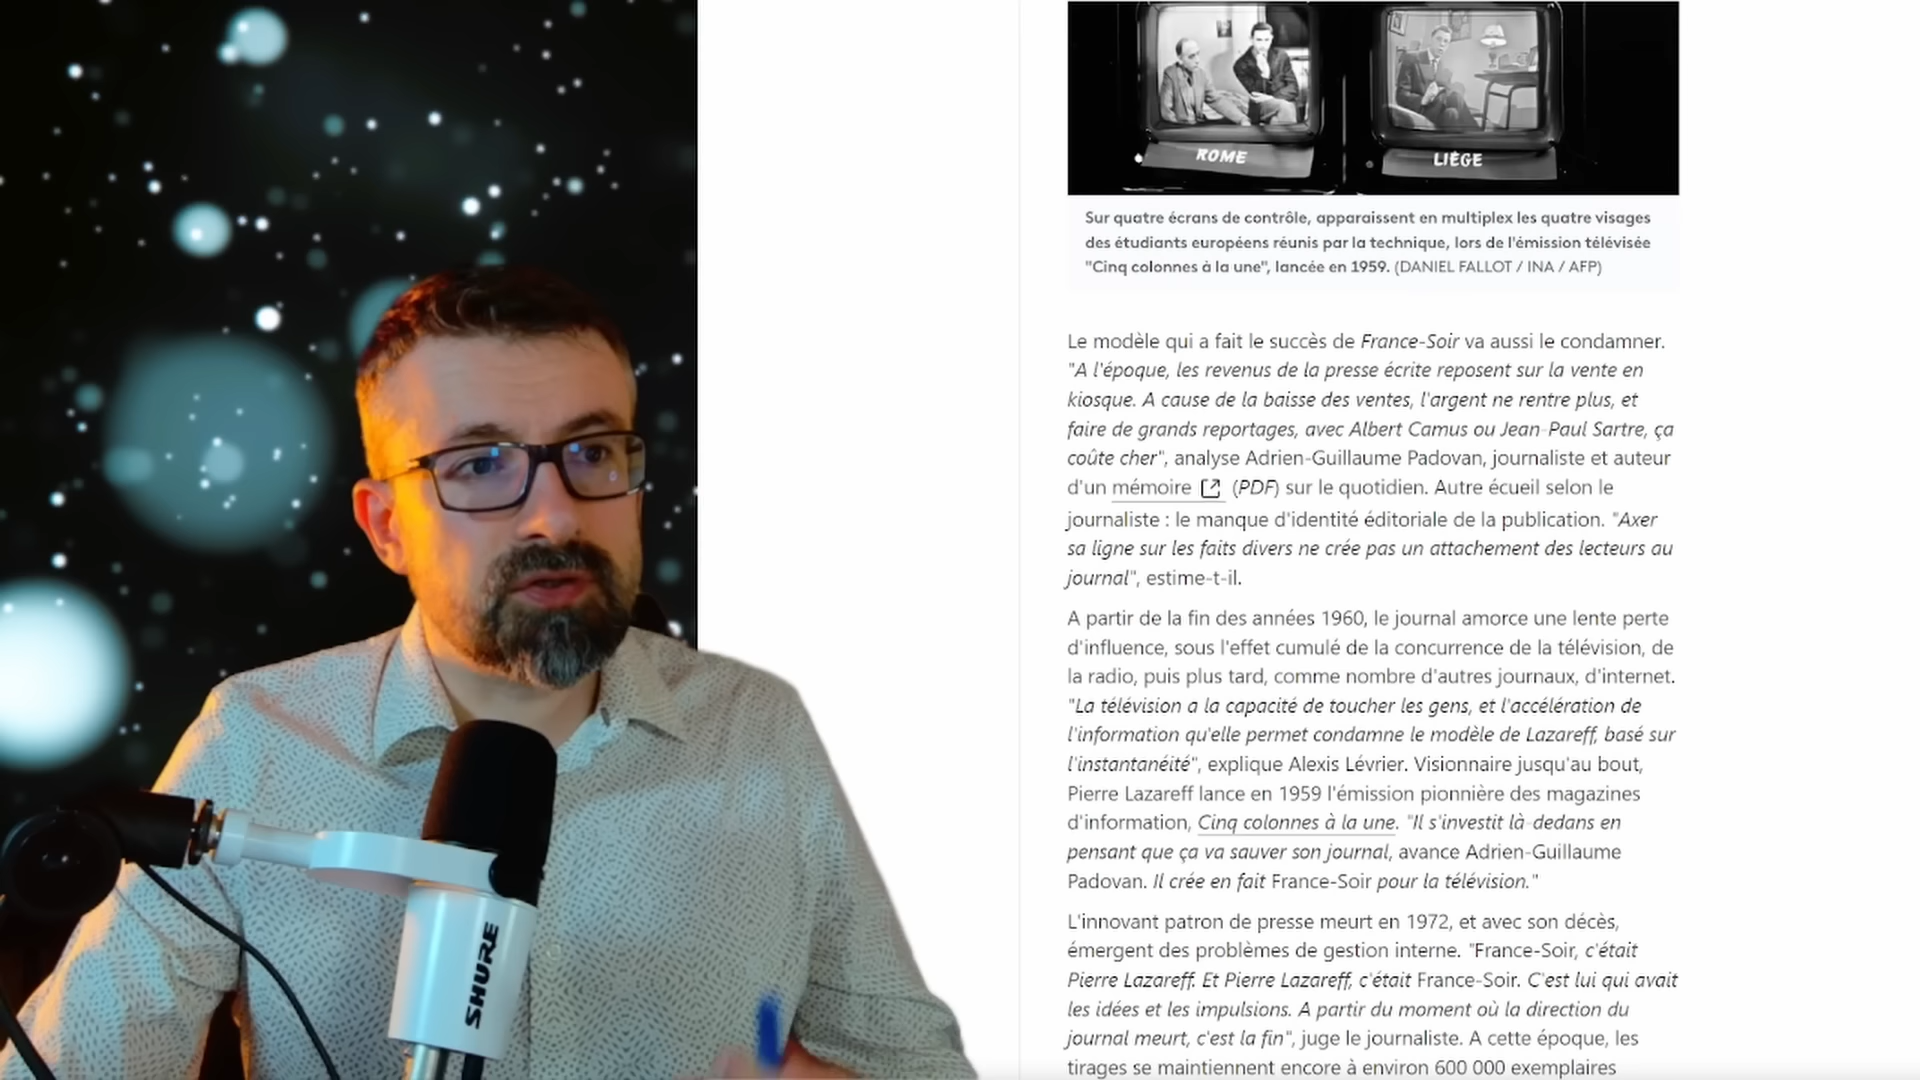 ROME
LIÈGE
Sur quatre écrans de contrôle, apparaissent en multiplex les quatre visages
des étudiants européens réunis par la technique, lors de l'émission télévisée
"Cinq colonnes à la une", lancée en 1959. (DANIEL FALLOT / INA / AFP)
Le modèle qui a fait le succès de France-Soir va aussi le condamner.
"A l'époque, les revenus de la presse écrite reposent sur la vente en
kiosque. A cause de la baisse des ventes, l'argent ne rentre plus, et
faire de grands reportages, avec Albert Camus ou Jean-Paul Sartre, ça
coûte cher", analyse Adrien-Guillaume Padovan, journaliste et auteur
d'un mémoire (PDF) sur le quotidien. Autre écueil selon le
journaliste : le manque d'identité éditoriale de la publication. "Axer
sa ligne sur les faits divers ne crée pas un attachement des lecteurs au
journal", estime-t-il.
A partir de la fin des années 1960, le journal amorce une lente perte
d'influence, sous l'effet cumulé de la concurrence de la télévision, de
la radio, puis plus tard, comme nombre d'autres journaux, d'internet.
"La télévision a la capacité de toucher les gens, et l'accélération de
l'information qu'elle permet condamne le modèle de Lazareff, basé sur
l'instantanéité", explique Alexis Lévrier. Visionnaire jusqu'au bout,
Pierre Lazareff lance en 1959 l'émission pionnière des magazines
d'information, Cinq colonnes à la une. "Il s'investit là-dedans en
pensant que ça va sauver son journal, avance Adrien-Guillaume
Padovan. Il crée en fait France-Soir pour la télévision."
L'innovant patron de presse meurt en 1972, et avec son décès,
émergent des problèmes de gestion interne. "France-Soir, c'était
Pierre Lazareff. Et Pierre Lazareff, c'était France-Soir. C'est lui qui avait
les idées et les impulsions. A partir du moment où la direction du
journal meurt, c'est la fin", juge le journaliste. A cette époque, les
tirages se maintiennent encore à environ 600 000 exemplaires
SHURE